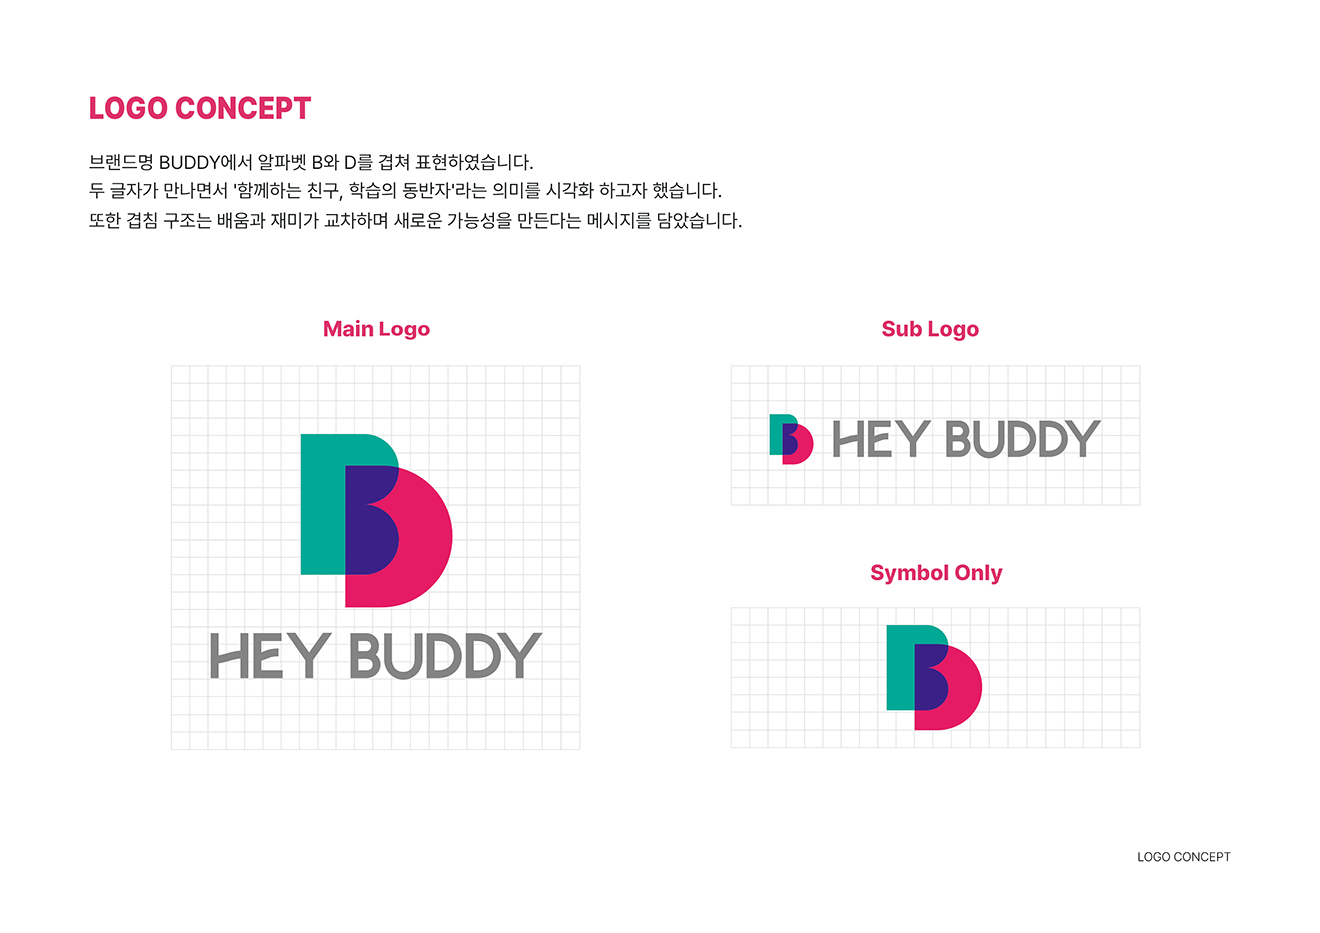 LOGO CONCEPT
브랜드명 BUDDY에서 알파벳 B와 D를 겹쳐 표현하였습니다.
두 글자가 만나면서 '함께하는 친구, 학습의 동반자'라는 의미를 시각화 하고자 했습니다.
또한 겹침 구조는 배움과 재미가 교차하며 새로운 가능성을 만든다는 메시지를 담았습니다.
Main Logo
HEY BUDDY
Sub Logo
HEY BUDDY
Symbol Only
LOGO CONCEPT